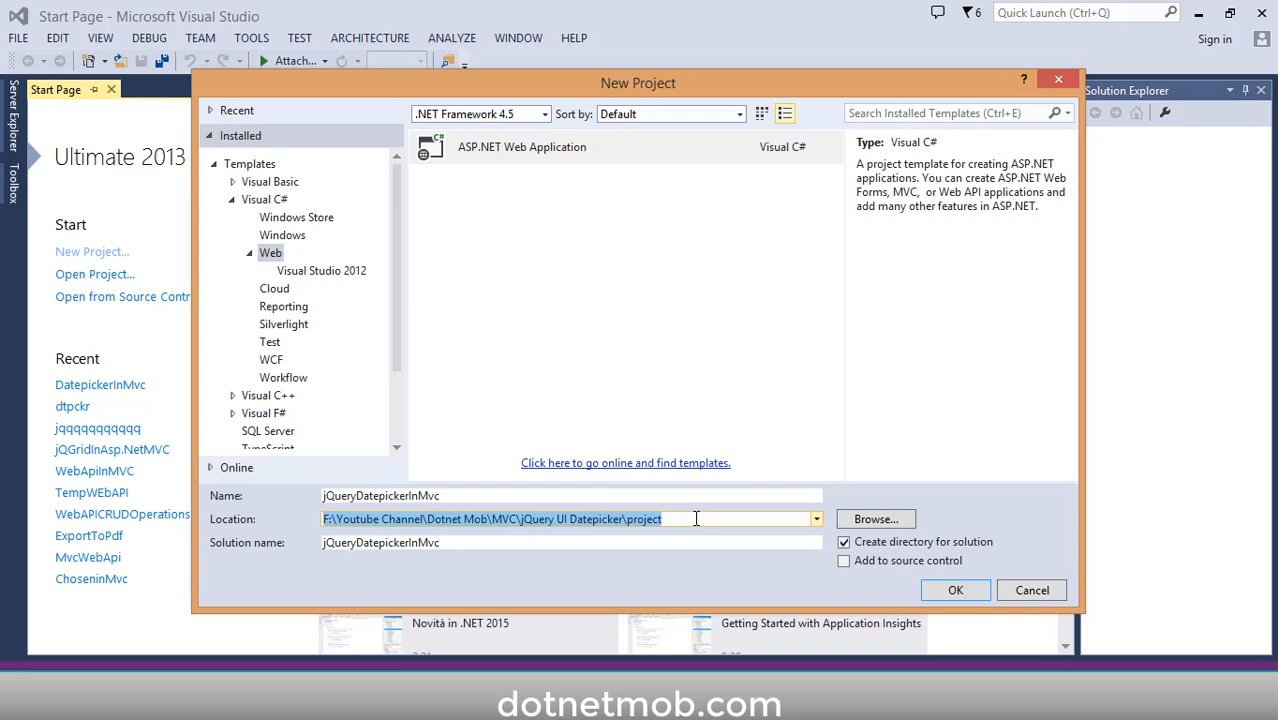 Start Page - Microsoft Visual Studio
6
Quick Launch (Ctrl+Q)
FILE EDIT VIEW DEBUG TEAM TOOLS TEST ARCHITECTURE ANALYZE WINDOW HELP
Sign in
Attach...
Server Explorer
Toolbox
Start Page
Ultimate 2013
Start
New Project...
Open Project...
Open from Source Contr
Recent
DatepickerInMvc
dtpckr
jqqqqqqqqqq
jQGridInAsp.NetMVC
WebApInMVC
TempWEbAPI
WebAPICRUDOperations
ExportToPdf
MvcWebApi
ChoseninMvc
New Project
?
Recent
Installed
Templates
Visual Basic
Visual C#
Windows Store
Windows
Web
Visual Studio 2012
Cloud
Reporting
Silverlight
Test
WCF
Workflow
Visual C++
Visual F#
SQL Server
TypeScript
Online
.NET Framework 4.5
Sort by: Default
C#
ASP.NET Web Application
Visual C#
Click here to go online and find templates.
Search Installed Templates (Ctrl+E)
Type: Visual C#
A project template for creating ASP.NET
applications. You can create ASP.NET Web
Forms, MVC, or Web API applications and
add many other features in ASP.NET.
Name: jQueryDatepickerInMvc
Location: F:\Youtube Channel\Dotnet Mob\MVC\jQuery UI Datepicker\project
Browse...
Solution name: jQueryDatepickerInMvc
Create directory for solution
Add to source control
OK
Cancel
Solution Explorer
Novità in .NET 2015
Getting Started with Application Insights
dotnetmob.com